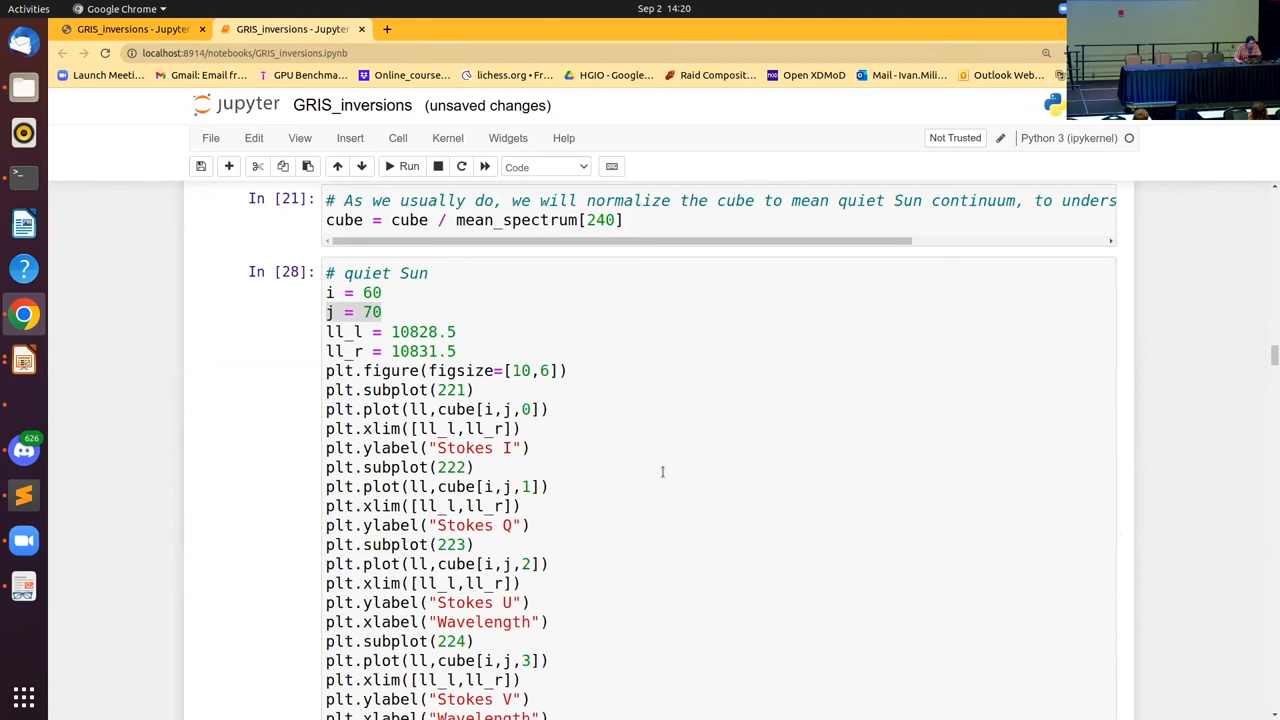 Activities
Google Chrome
Sep 2 14:20
GRIS_inversions - Jupyter
GRIS_inversions - Jupyter
localhost:8914/notebooks/GRIS_inversions.ipynb
Launch Meeti…
Gmail: Email fr…
GPU Benchma…
Online_course…
lichess.org • Fr…
HGIO - Google…
Raid Composit…
Open XDMoD
Mail - Ivan.Mili…
Outlook Web…
jupyter GRIS_inversions (unsaved changes)
File Edit View Insert Cell Kernel Widgets Help
Not Trusted
Python 3 (ipykernel)
Run
Code
In [21]:
# As we usually do, we will normalize the cube to mean quiet Sun continuum, to unders
cube = cube / mean_spectrum[240]
In [28]:
# quiet Sun
i = 60
j = 70
ll_l = 10828.5
ll_r = 10831.5
plt.figure(figsize=[10,6])
plt.subplot(221)
plt.plot(ll,cube[i,j,0])
plt.xlim([ll_l,ll_r])
plt.ylabel("Stokes I")
plt.subplot(222)
plt.plot(ll,cube[i,j,1])
plt.xlim([ll_l,ll_r])
plt.ylabel("Stokes Q")
plt.subplot(223)
plt.plot(ll,cube[i,j,2])
plt.xlim([ll_l,ll_r])
plt.ylabel("Stokes U")
plt.xlabel("Wavelength")
plt.subplot(224)
plt.plot(ll,cube[i,j,3])
plt.xlim([ll_l,ll_r])
plt.ylabel("Stokes V")
plt.xlabel("Wavelength")
626